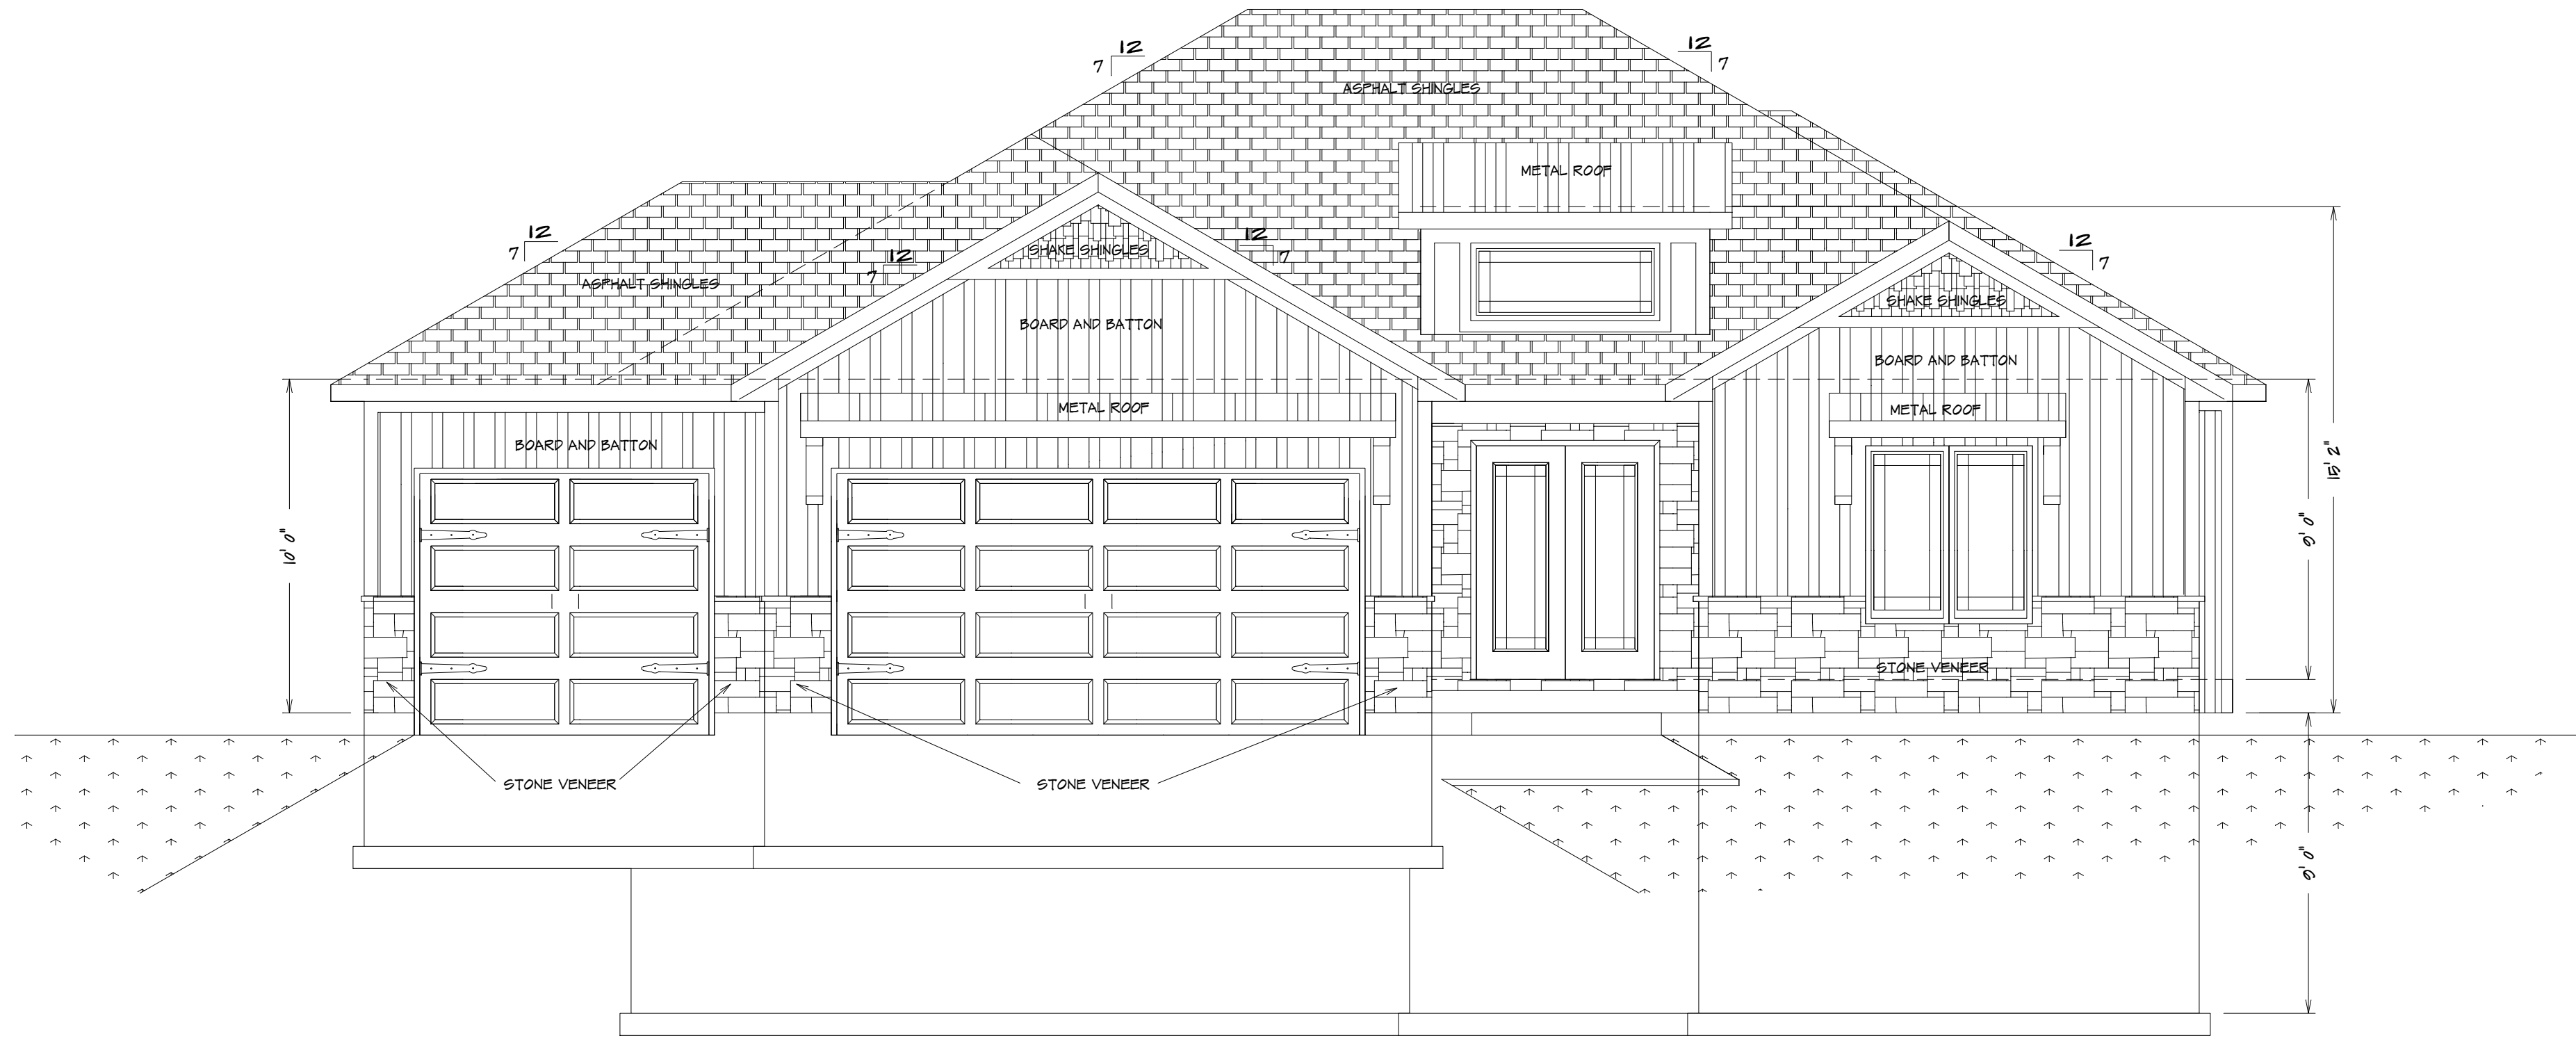 12
7
12
7
ASPHALT SHINGLES
METAL ROOF
12
7
12
7
12
7
12
7
SHAKE SHINGLES
ASPHALT SHINGLES
SHAKE SHINGLES
BOARD AND BATTON
BOARD AND BATTON
METAL ROOF
METAL ROOF
BOARD AND BATTON
15' 2"
10' 0"
9' 0"
STONE VENEER
STONE VENEER
STONE VENEER
9' 0"